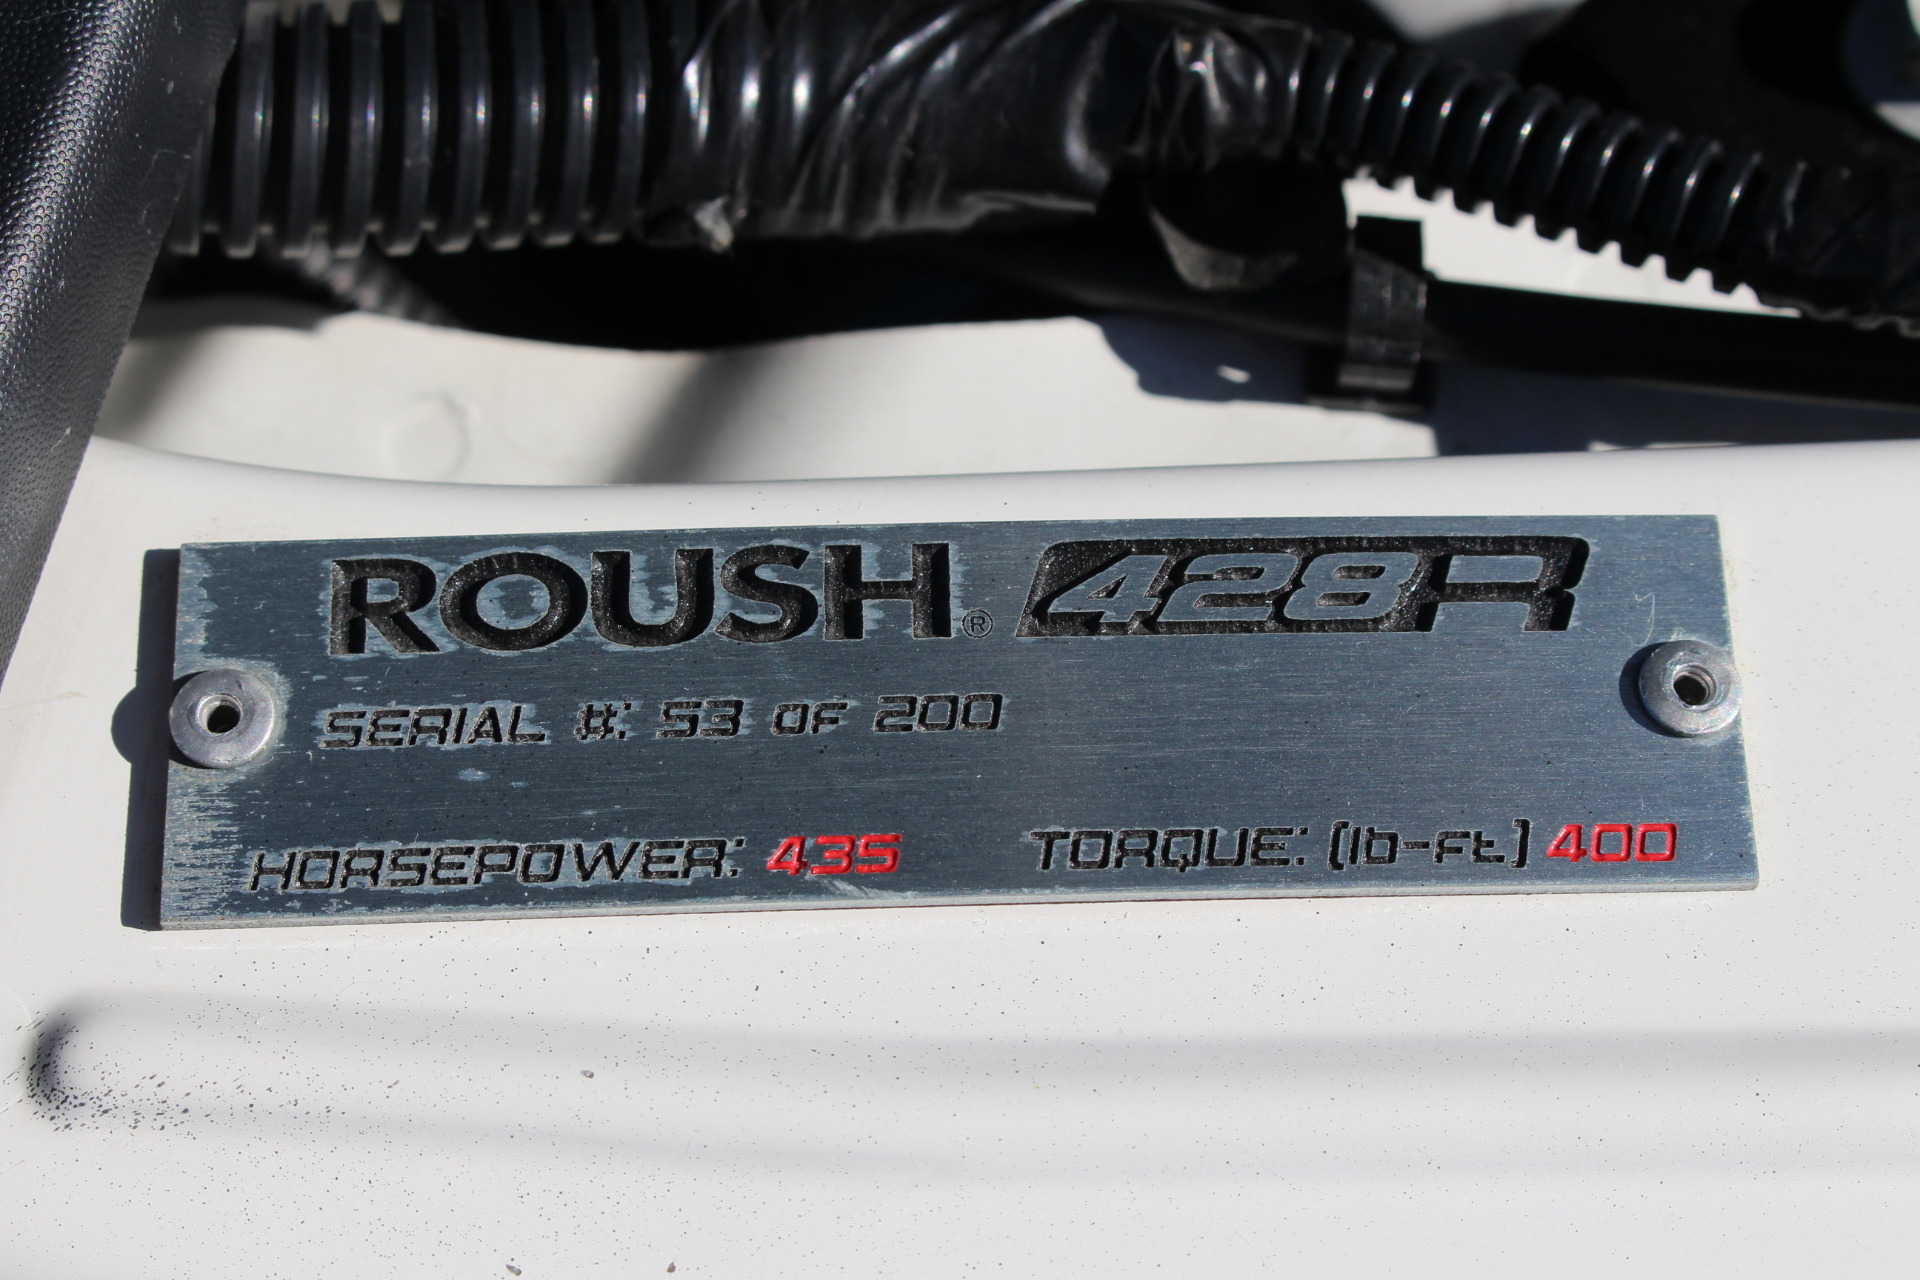 ROUSH® 428R
SERIAL #: 53 OF 200
HORSEPOWER: 435 TORQUE: (lb-ft) 400